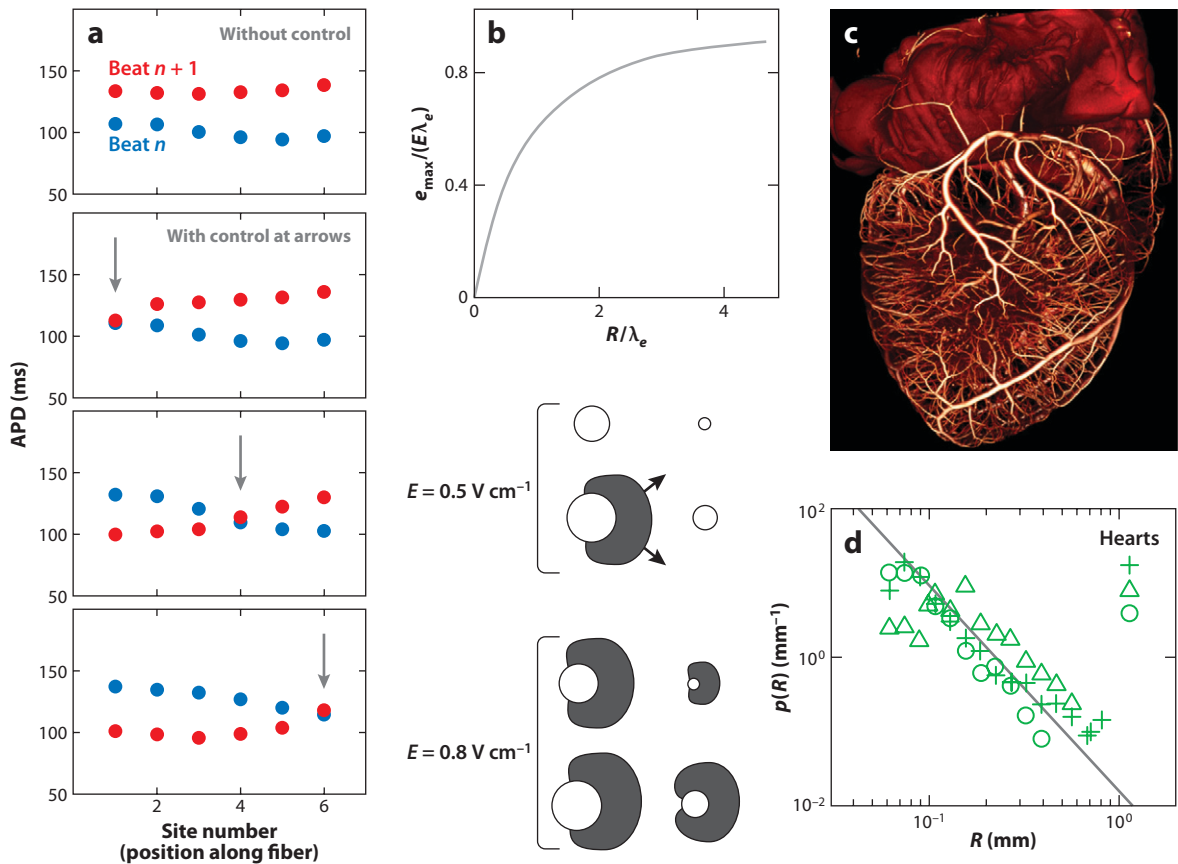 a
Without control
Beat n + 1
Beat n
150
100
50
2
4
6
With control at arrows
150
100
50
150
100
50
150
100
50
2
4
6
APD (ms)
Site number
(position along fiber)
b
0.8
0.4
0
0
2
4
e_max/(Eλ_e)
R/λ_e
E = 0.5 V cm⁻¹
E = 0.8 V cm⁻¹
c
d
Hearts
10²
10⁰
10⁻²
10⁻¹
10⁰
p(R) (mm⁻¹)
R (mm)